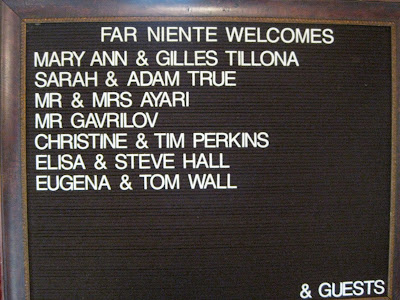 FAR NIENTE WELCOMES
MARY ANN & GILLES TILLONA
SARAH & ADAM TRUE
MR & MRS AYARI
MR GAVRILOV
CHRISTINE & TIM PERKINS
ELISA & STEVE HALL
EUGENA & TOM WALL
& GUESTS